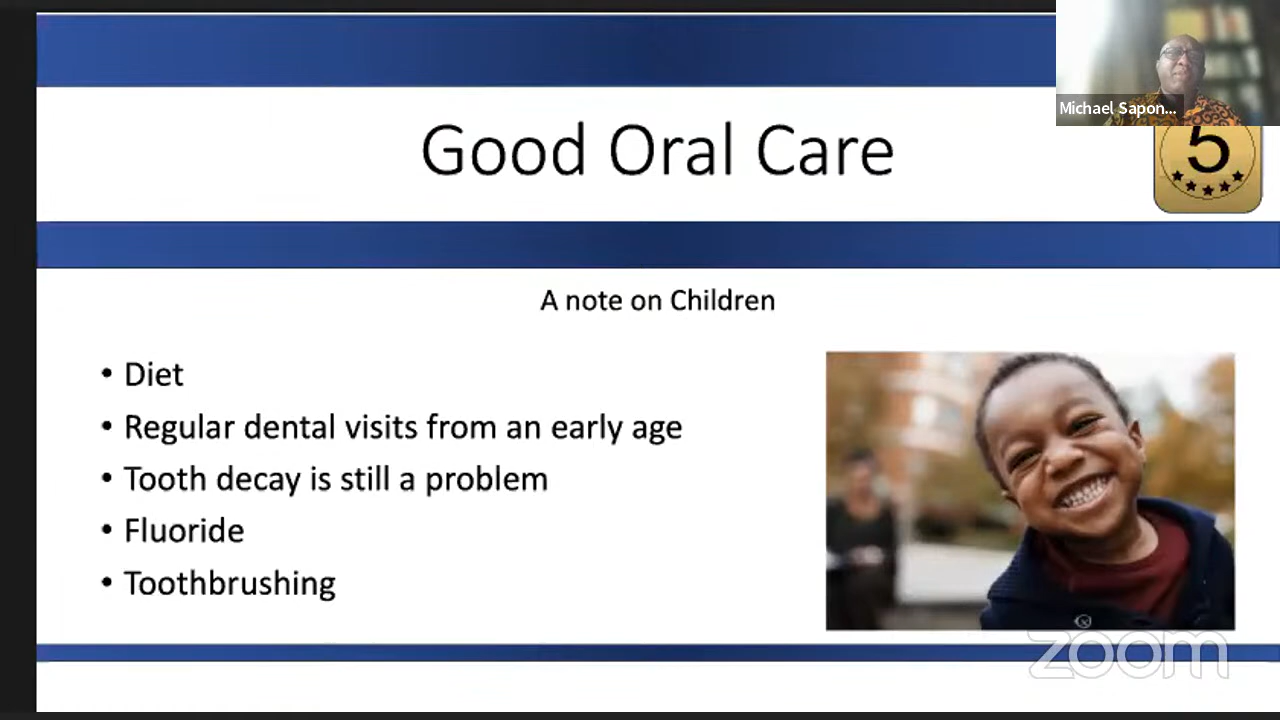 Michael Sapon...
5
Good Oral Care
A note on Children
• Diet
• Regular dental visits from an early age
• Tooth decay is still a problem
• Fluoride
• Toothbrushing
zoom